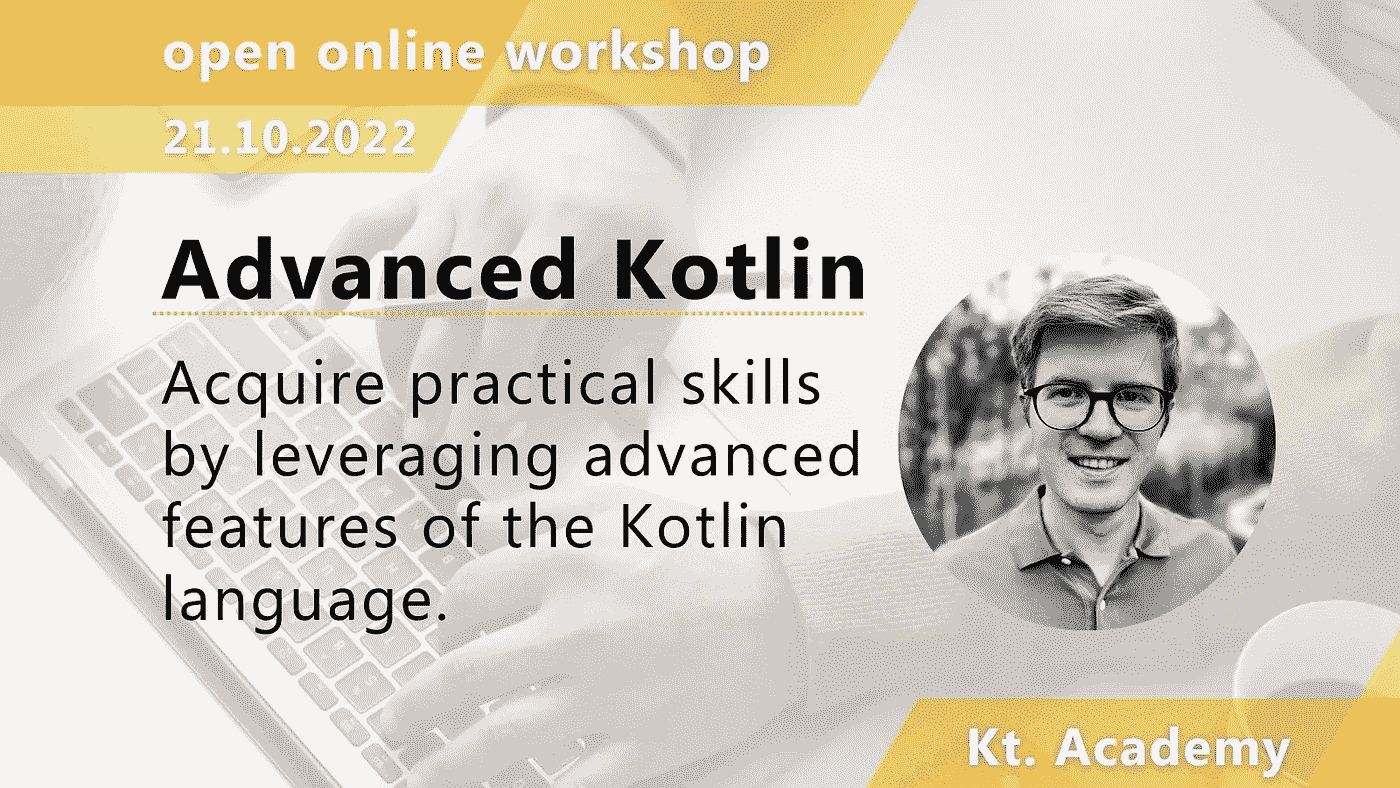 open online workshop
21.10.2022
Advanced Kotlin
Acquire practical skills
by leveraging advanced
features of the Kotlin
language.
Kt. Academy